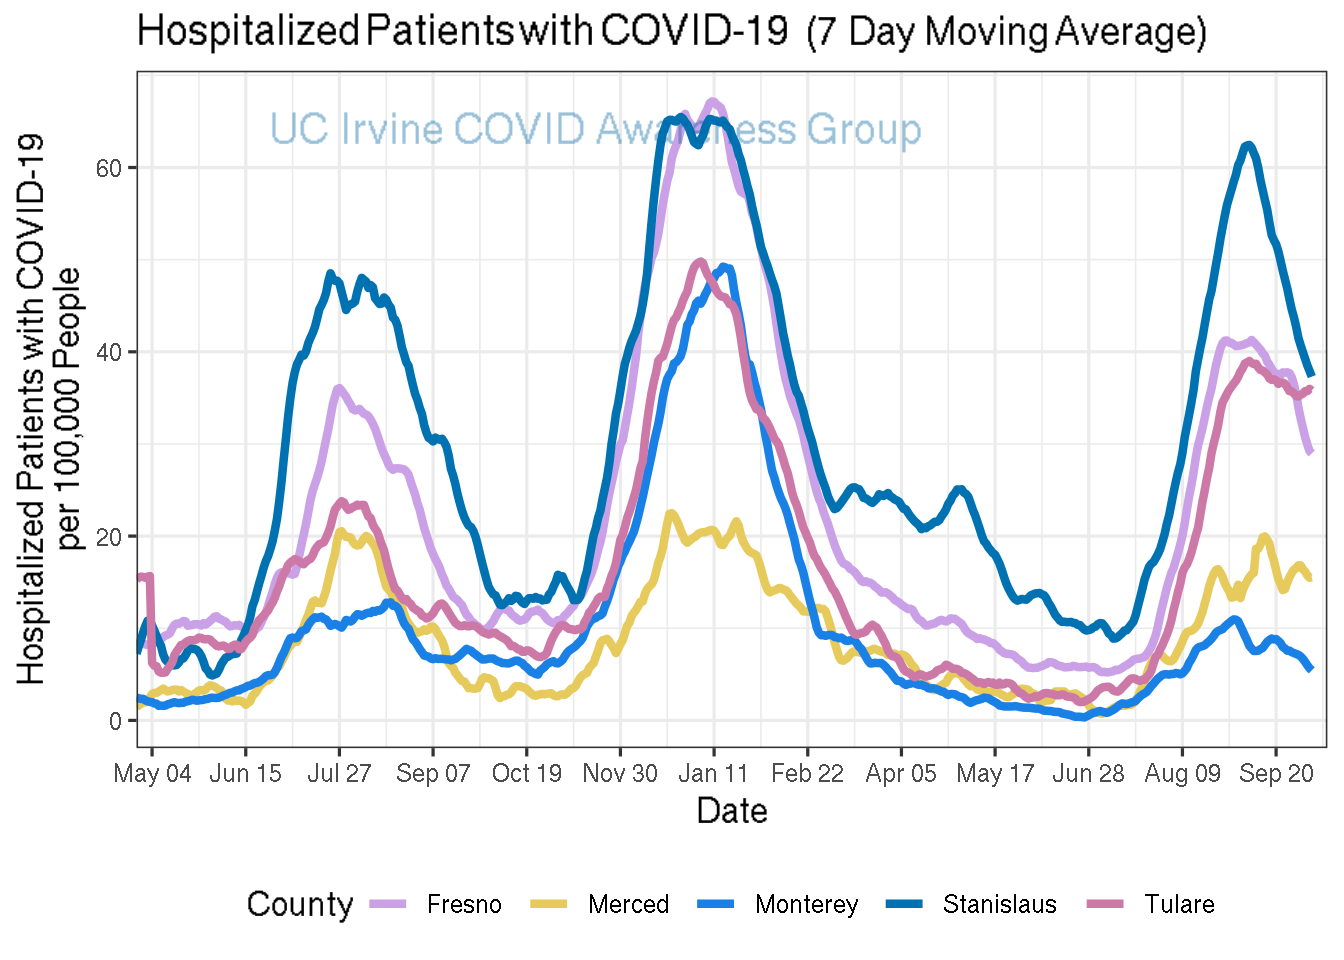 Hospitalized Patients with COVID-19 (7 Day Moving Average)
UC Irvine COVID Awareness Group
Hospitalized Patients with COVID-19
per 100,000 People
60
40
20
0
May 04 Jun 15 Jul 27 Sep 07 Oct 19 Nov 30 Jan 11 Feb 22 Apr 05 May 17 Jun 28 Aug 09 Sep 20
Date
County Fresno Merced Monterey Stanislaus Tulare